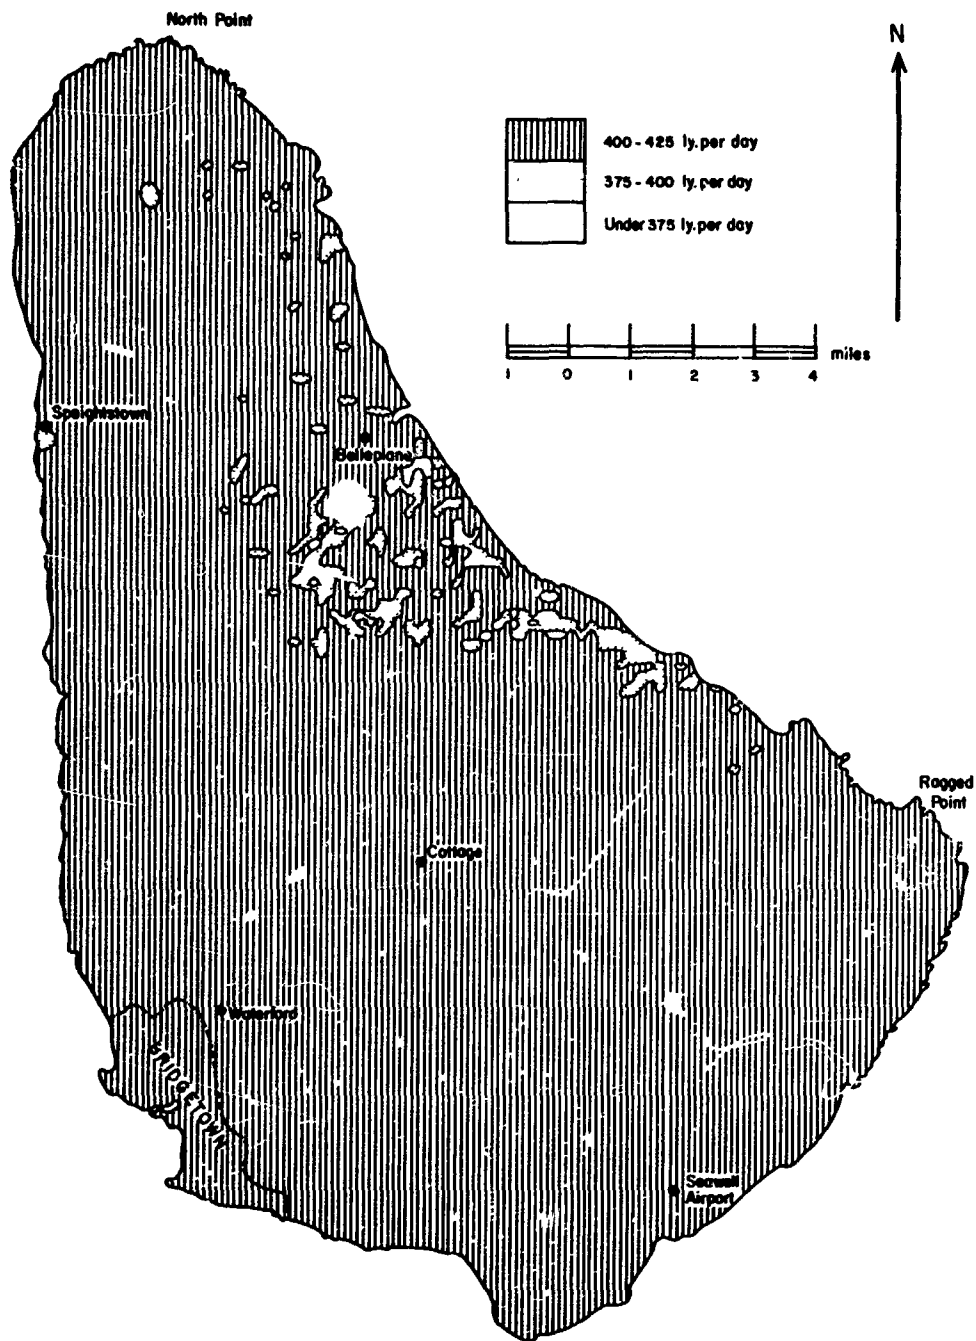 North Point
N
400-425 ly. per day
375-400 ly. per day
Under 375 ly. per day
miles
1 0 1 2 3 4
Speightstown
Belleplane
Ragged
Point
Cottage
Waterford
BRIDGETOWN
Seawell
Airport